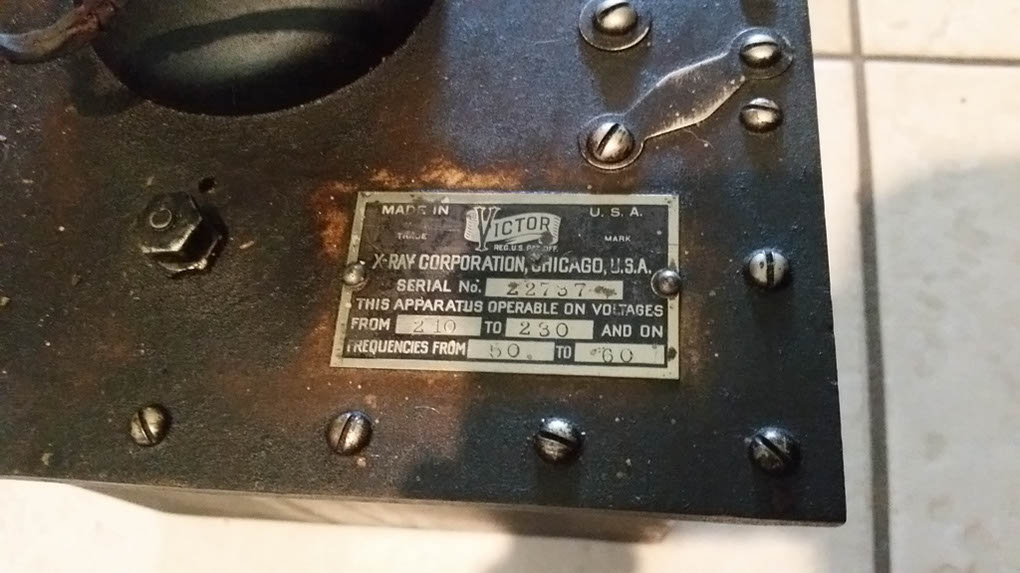 MADE IN VICTOR U. S. A.
TRADE MARK
REG. U.S. PAT. OFF.
X-RAY CORPORATION, CHICAGO, U.S.A.
SERIAL No. 22787
THIS APPARATUS OPERABLE ON VOLTAGES
FROM 210 TO 230 AND ON
FREQUENCIES FROM 50. TO 60